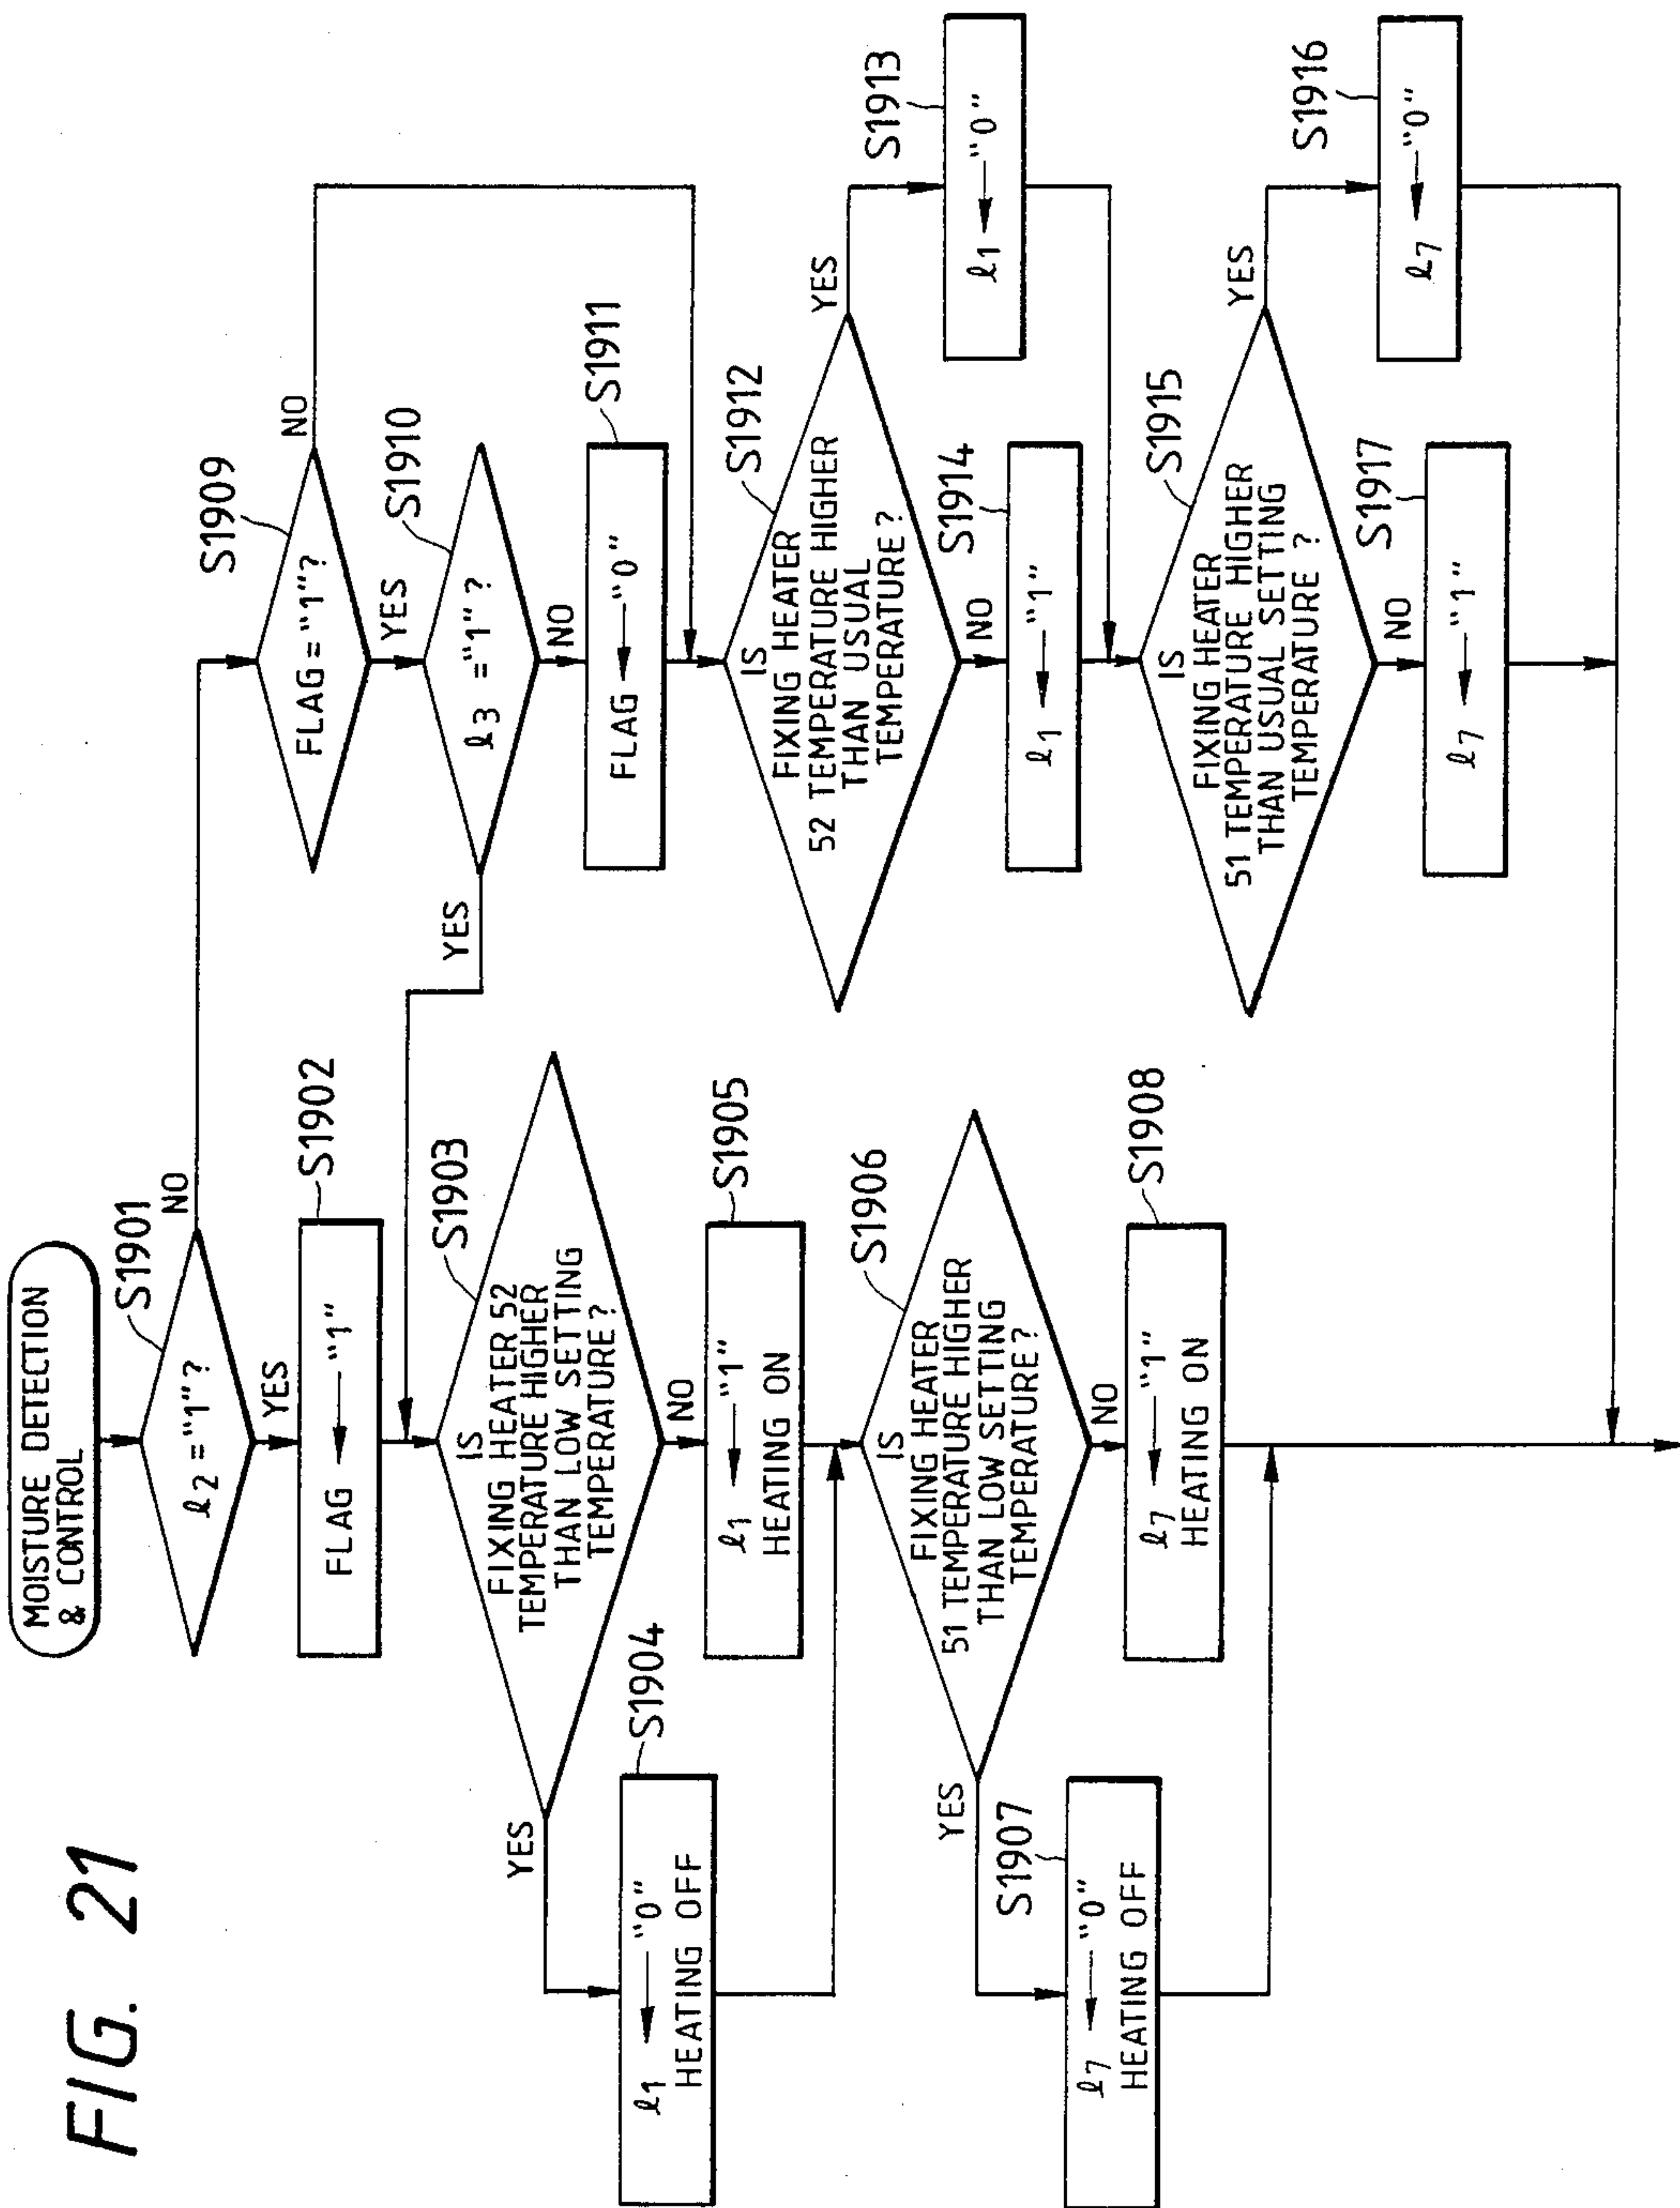 FIG. 21
MOISTURE DETECTION
& CONTROL
S1901
ℓ2 = "1"?
NO
YES
S1902
FLAG ← "1"
S1903
IS
FIXING HEATER 52
TEMPERATURE HIGHER
THAN LOW SETTING
TEMPERATURE?
YES
NO
S1904
ℓ1 ← "0"
HEATING OFF
S1905
ℓ1 ← "1"
HEATING ON
S1906
IS
FIXING HEATER
51 TEMPERATURE HIGHER
THAN LOW SETTING
TEMPERATURE?
YES
NO
S1907
ℓ7 ← "0"
HEATING OFF
S1908
ℓ7 ← "1"
HEATING ON
S1909
FLAG = "1"?
NO
YES
S1910
ℓ3 = "1"?
YES
NO
S1911
FLAG ← "0"
S1912
IS
FIXING HEATER
52 TEMPERATURE HIGHER
THAN USUAL
TEMPERATURE?
YES
NO
S1913
ℓ1 ← "0"
S1914
ℓ1 ← "1"
S1915
IS
FIXING HEATER
51 TEMPERATURE HIGHER
THAN USUAL SETTING
TEMPERATURE?
YES
NO
S1916
ℓ7 ← "0"
S1917
ℓ7 ← "1"